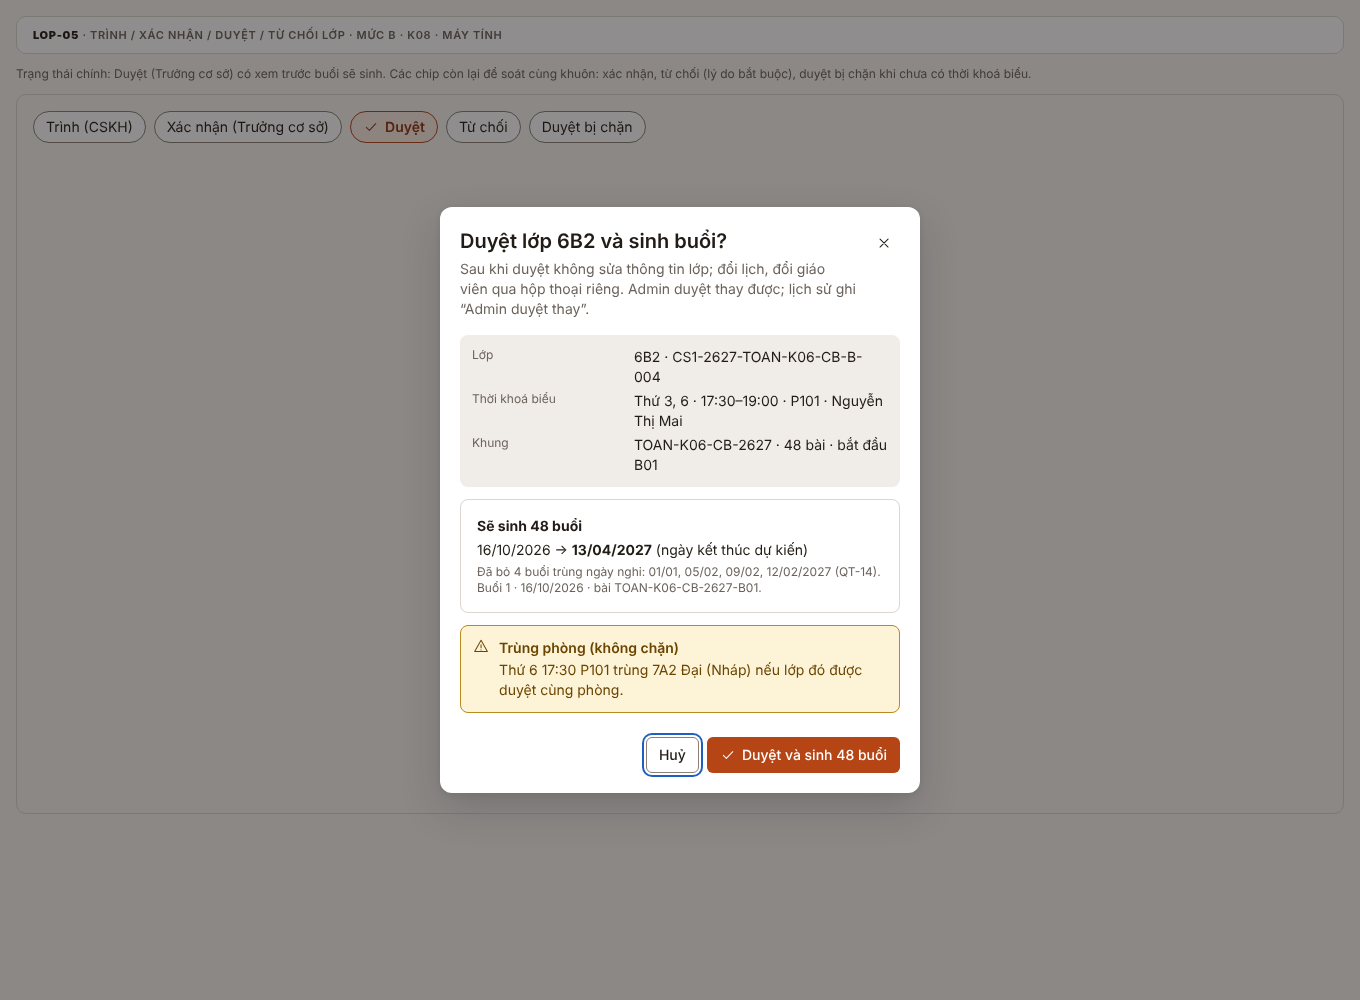 LOP-05 · TRÌNH / XÁC NHẬN / DUYỆT / TỪ CHỐI LỚP · MỨC B · K08 · MÁY TÍNH
Trạng thái chính: Duyệt (Trưởng cơ sở) có xem trước buổi sẽ sinh. Các chip còn lại để soát cùng khuôn: xác nhận, từ chối (lý do bắt buộc), duyệt bị chặn khi chưa có thời khoá biểu.
Trình (CSKH)
Xác nhận (Trưởng cơ sở)
Duyệt
Từ chối
Duyệt bị chặn
Duyệt lớp 6B2 và sinh buổi?
Sau khi duyệt không sửa thông tin lớp; đổi lịch, đổi giáo
viên qua hộp thoại riêng. Admin duyệt thay được; lịch sử ghi
“Admin duyệt thay”.
Lớp
6B2 · CS1-2627-TOAN-K06-CB-B-
004
Thời khoá biểu
Thứ 3, 6 · 17:30–19:00 · P101 · Nguyễn
Thị Mai
Khung
TOAN-K06-CB-2627 · 48 bài · bắt đầu
B01
Sẽ sinh 48 buổi
16/10/2026 → 13/04/2027 (ngày kết thúc dự kiến)
Đã bỏ 4 buổi trùng ngày nghỉ: 01/01, 05/02, 09/02, 12/02/2027 (QT-14).
Buổi 1 · 16/10/2026 · bài TOAN-K06-CB-2627-B01.
Trùng phòng (không chặn)
Thứ 6 17:30 P101 trùng 7A2 Đại (Nháp) nếu lớp đó được
duyệt cùng phòng.
Huỷ
Duyệt và sinh 48 buổi